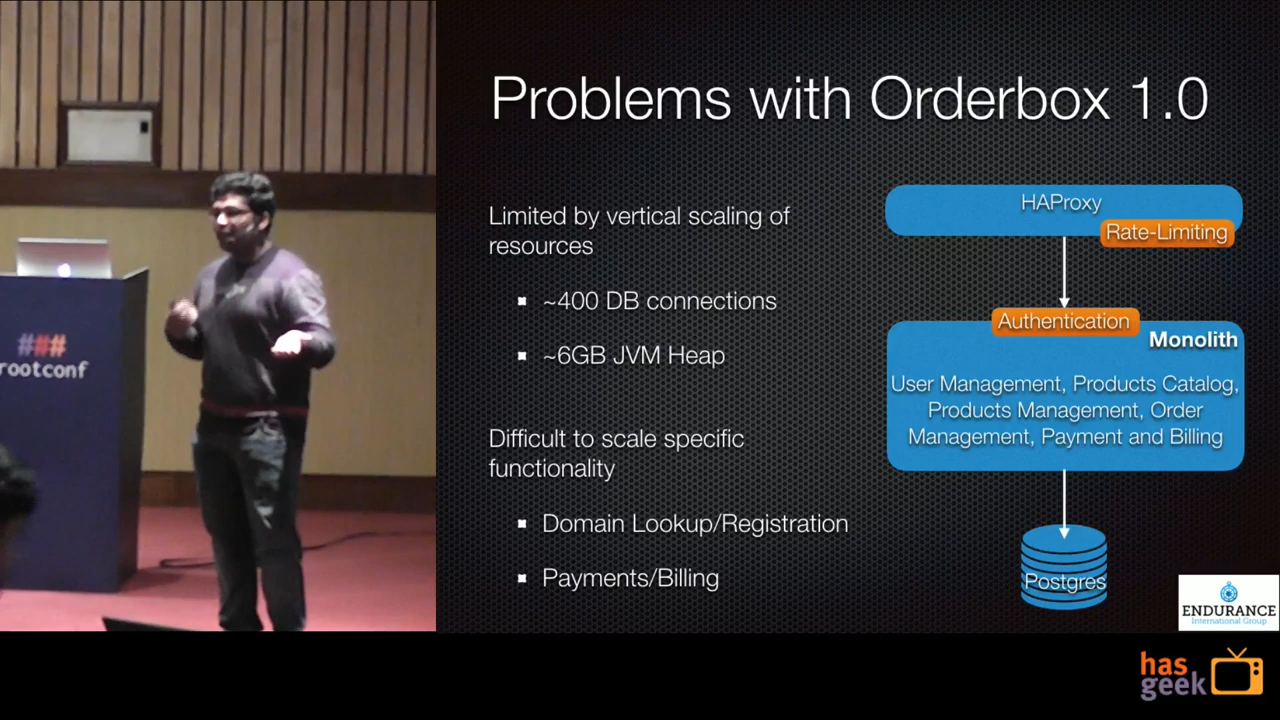 Problems with Orderbox 1.0
Limited by vertical scaling of
resources
~400 DB connections
~6GB JVM Heap
Difficult to scale specific
functionality
Domain Lookup/Registration
Payments/Billing
HAProxy
Rate-Limiting
Authentication
Monolith
User Management, Products Catalog,
Products Management, Order
Management, Payment and Billing
Postgres
###
rootconf
ENDURANCE
International Group
has
geek